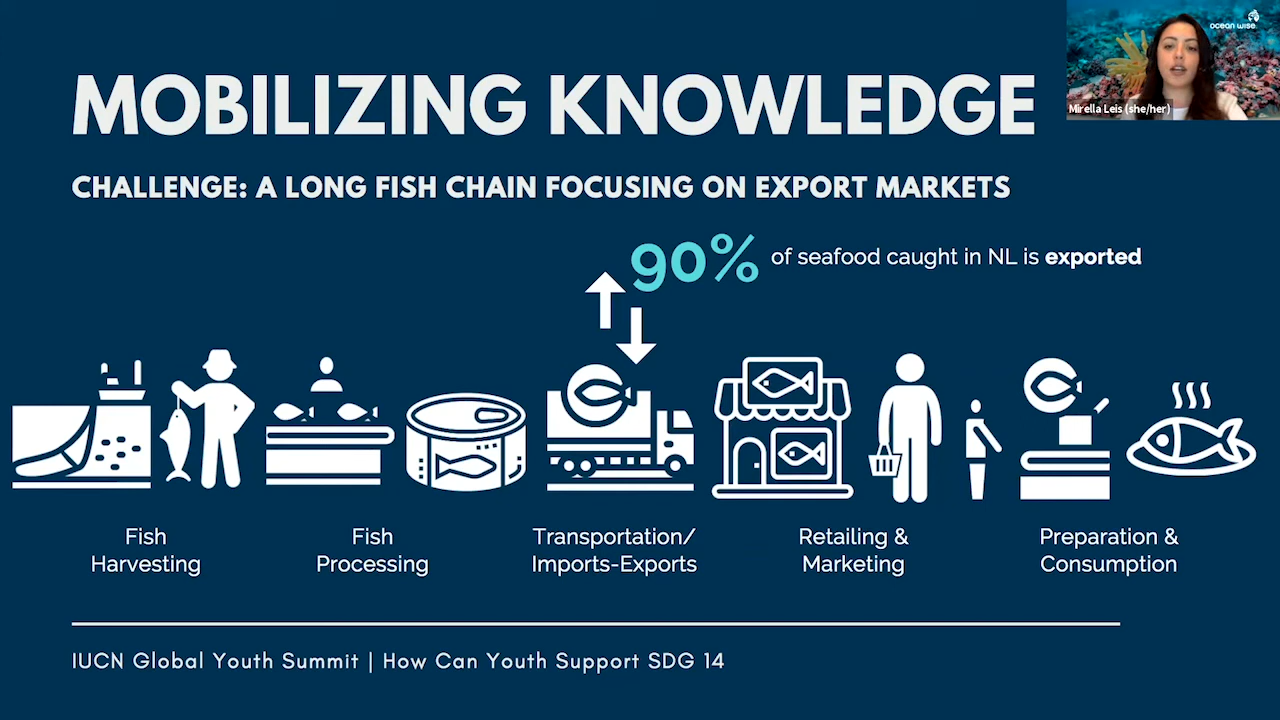 MOBILIZING KNOWLEDGE
ocean wise
Mirella Leis (she/her)
CHALLENGE: A LONG FISH CHAIN FOCUSING ON EXPORT MARKETS
90% of seafood caught in NL is exported
Fish
Harvesting
Fish
Processing
Transportation/
Imports-Exports
Retailing &
Marketing
Preparation &
Consumption
IUCN Global Youth Summit | How Can Youth Support SDG 14